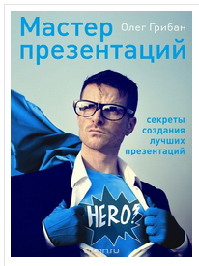 Олег Грибан
Мастер
презентаций
секреты
создания
лучших
презентаций
HERO?